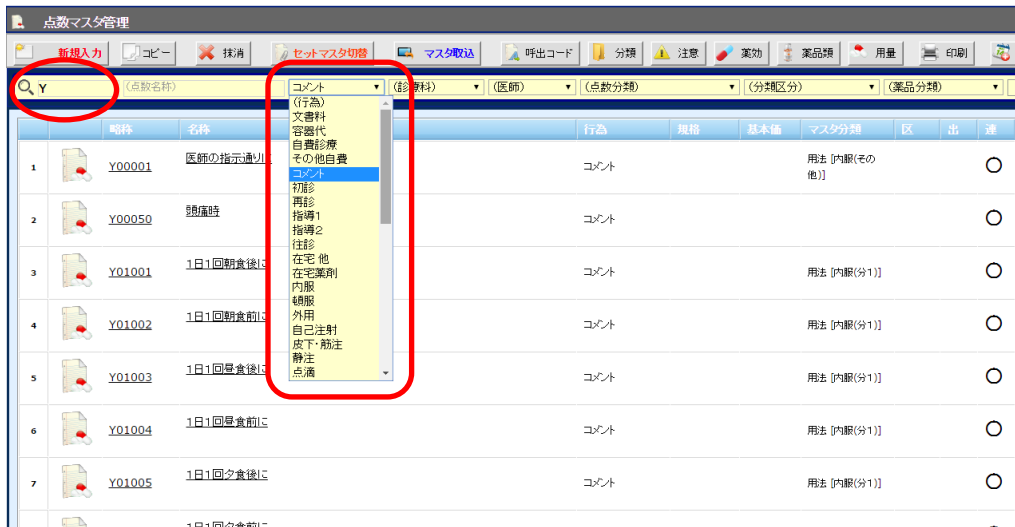 点数マスタ管理
新規入力 コピー 抹消 セットマスタ切替 マスタ取込 呼出コード 分類 注意 薬効 薬品類 用量 印刷
Y (点数名称) コメント (診療科) (医師) (点数分類) (分類区分) (薬品分類)
(行為)
文書料
容器代
自費診療
その他自費
コメント
初診
再診
指導1
指導2
往診
在宅 他
在宅薬剤
内服
頓服
外用
自己注射
皮下・筋注
静注
点滴
略称 名称 行為 規格 基本価 マスタ分類 区 出 達
1 Y00001 医師の指示通りに コメント 用法 [内服(その
他)]
2 Y00050 頭痛時 コメント
3 Y01001 1日1回朝食後に コメント 用法 [内服(分1)]
4 Y01002 1日1回朝食前に コメント 用法 [内服(分1)]
5 Y01003 1日1回昼食後に コメント 用法 [内服(分1)]
6 Y01004 1日1回昼食前に コメント 用法 [内服(分1)]
7 Y01005 1日1回夕食後に コメント 用法 [内服(分1)]